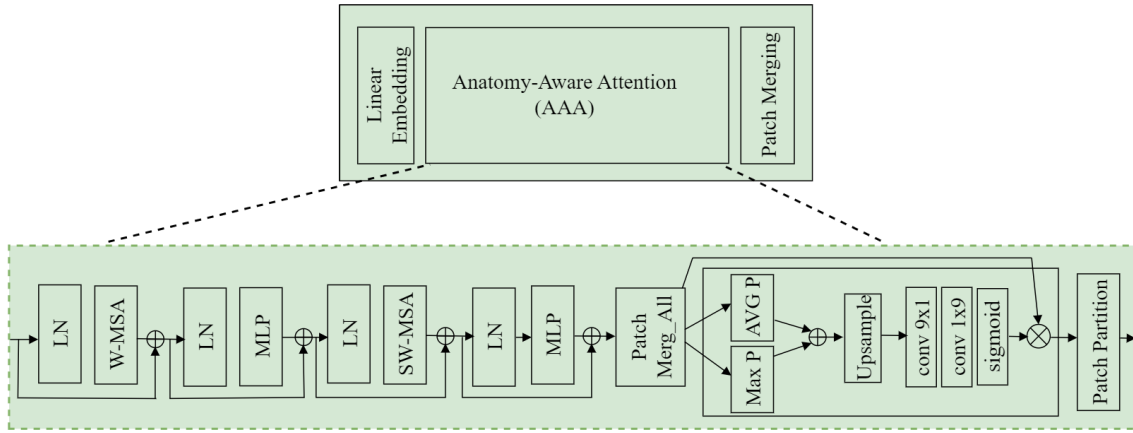 Linear
Embedding
Anatomy-Aware Attention
(AAA)
Patch Merging
LN
W-MSA
LN
MLP
LN
SW-MSA
LN
MLP
Patch
Merg_All
AVG P
Max P
Upsample
conv 9x1
conv 1x9
sigmoid
Patch Partition